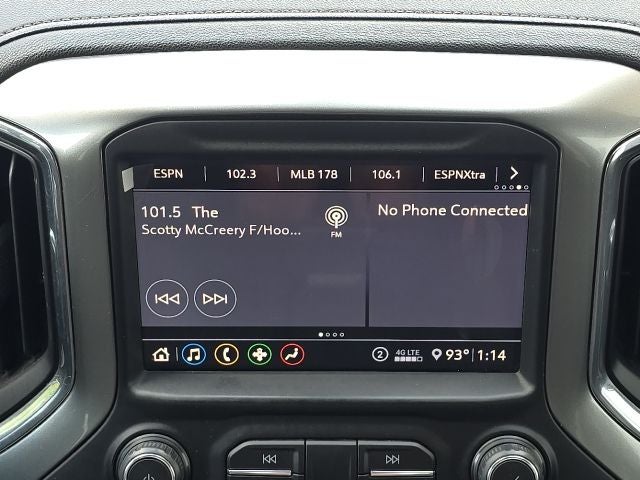 ESPN 102.3 MLB 178 106.1 ESPNXtra
101.5 The
Scotty McCreery F/Hoo...
FM
No Phone Connected
2 4G LTE 93° 1:14